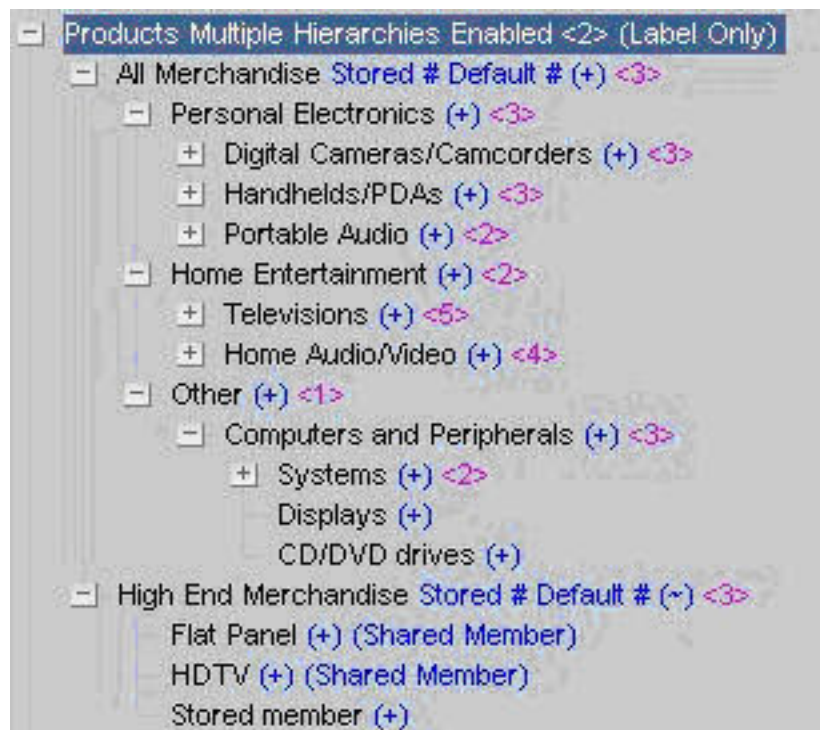 Products Multiple Hierarchies Enabled <2> (Label Only)
All Merchandise Stored # Default # (+) <3>
Personal Electronics (+) <3>
Digital Cameras/Camcorders (+) <3>
Handhelds/PDAs (+) <3>
Portable Audio (+) <2>
Home Entertainment (+) <2>
Televisions (+) <5>
Home Audio/Video (+) <4>
Other (+) <1>
Computers and Peripherals (+) <3>
Systems (+) <2>
Displays (+)
CD/DVD drives (+)
High End Merchandise Stored # Default # (~) <3>
Flat Panel (+) (Shared Member)
HDTV (+) (Shared Member)
Stored member (+)